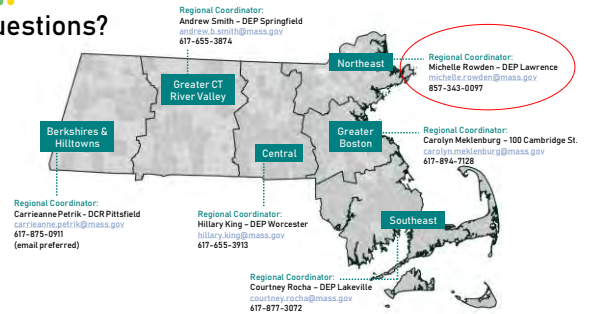 uestions?
Regional Coordinator:
Andrew Smith – DEP Springfield
andrew.b.smith@mass.gov
617-655-3874
Northeast
Regional Coordinator:
Michelle Rowden – DEP Lawrence
michelle.rowden@mass.gov
857-343-0097
Greater CT
River Valley
Berkshires &
Hilltowns
Central
Greater
Boston
Regional Coordinator:
Carolyn Meklenburg – 100 Cambridge St.
carolyn.meklenburg@mass.gov
617-894-7128
Regional Coordinator:
Carrieanne Petrik - DCR Pittsfield
carrieanne.petrik@mass.gov
617-875-0911
(email preferred)
Regional Coordinator:
Hillary King – DEP Worcester
hillary.king@mass.gov
617-655-3913
Southeast
Regional Coordinator:
Courtney Rocha – DEP Lakeville
courtney.rocha@mass.gov
617-877-3072